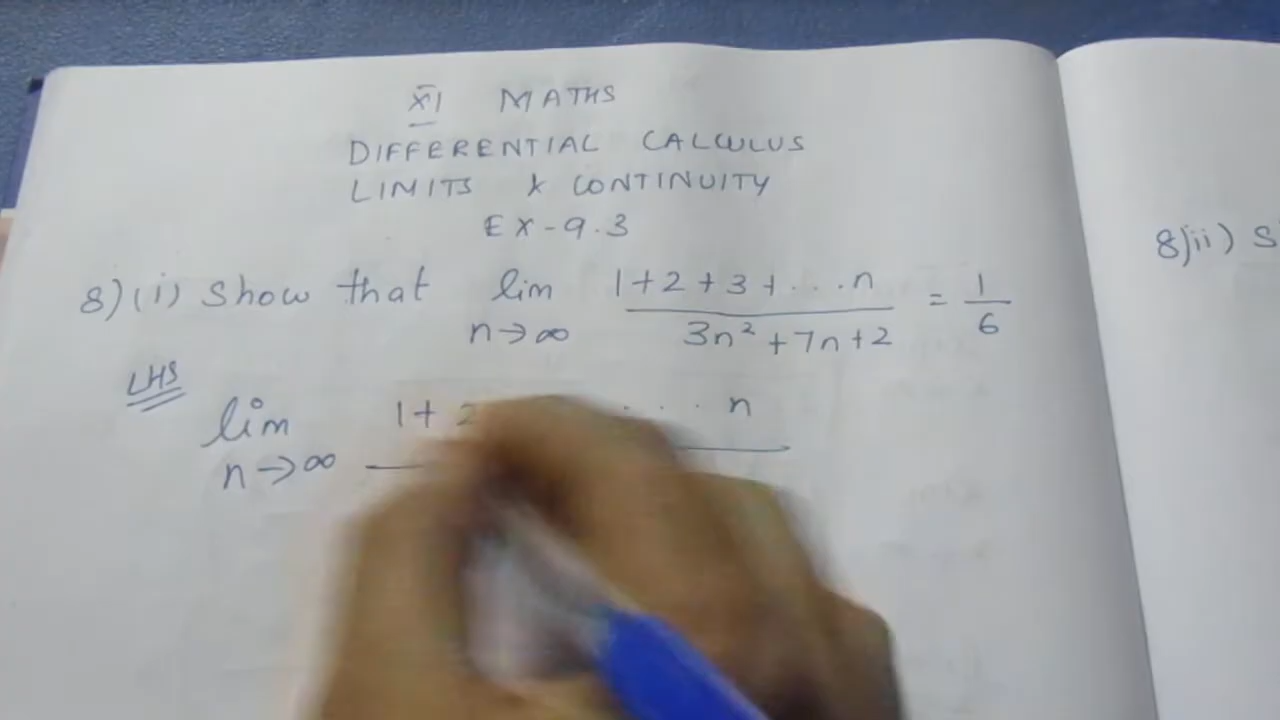 XI MATHS
DIFFERENTIAL CALCULUS
LIMITS & CONTINUITY
EX-9.3
8)(i) Show that lim n→∞ 1+2+3+...n / 3n²+7n+2 = 1/6
LHS
lim n→∞ 1+ 2 ... n
8)ii) S